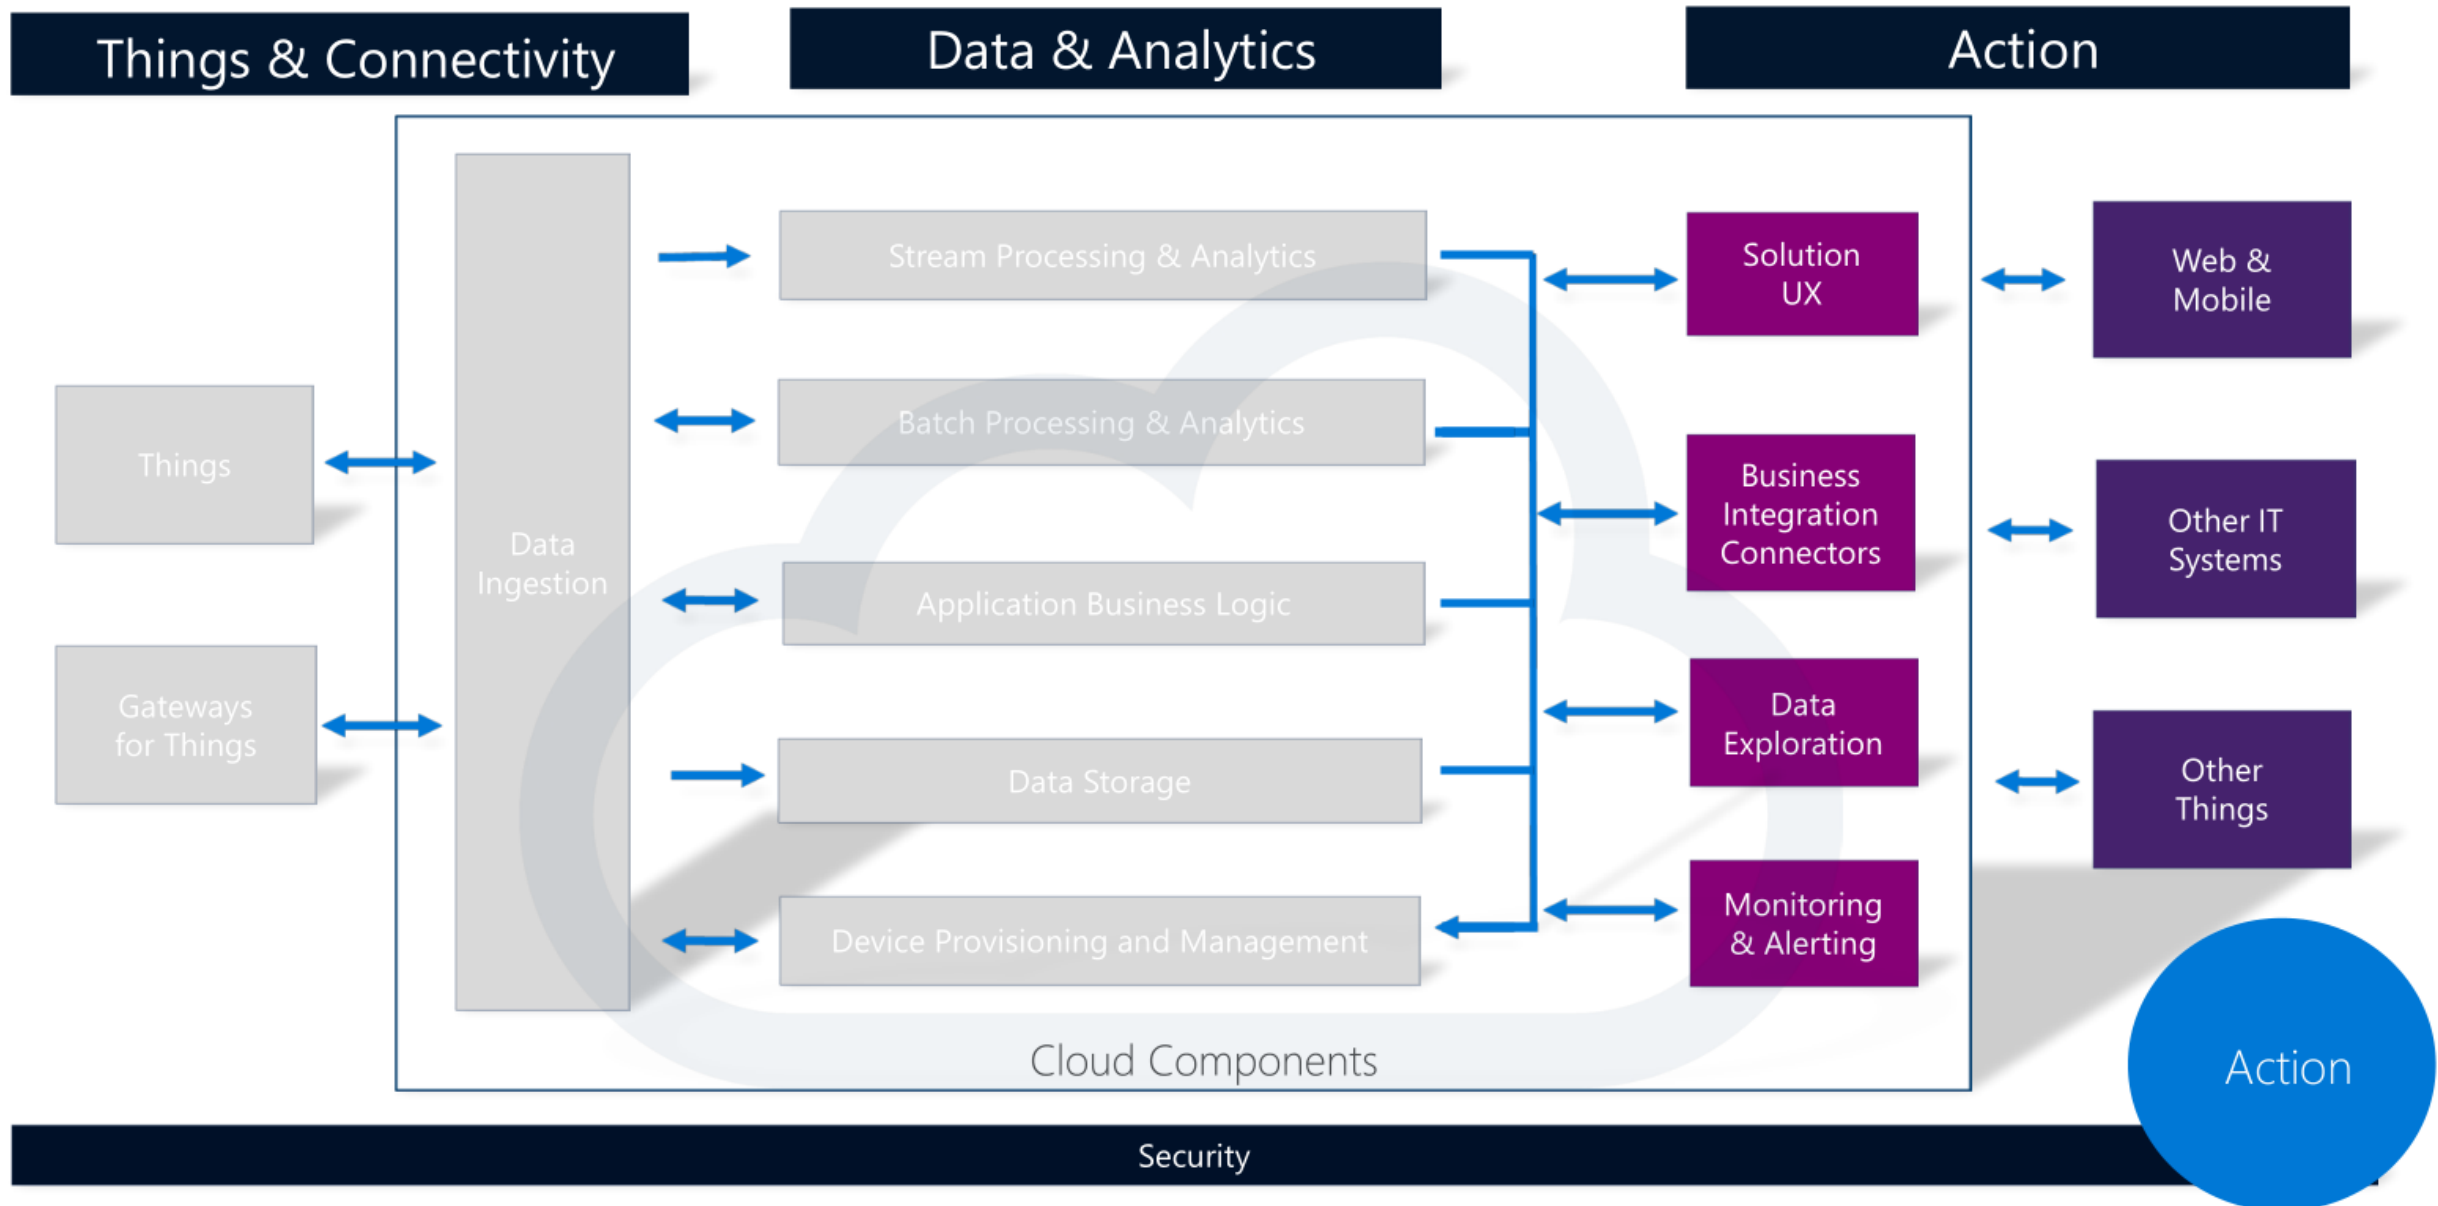 Things & Connectivity
Data & Analytics
Action
Things
Gateways
for Things
Data
Ingestion
Stream Processing & Analytics
Batch Processing & Analytics
Application Business Logic
Data Storage
Device Provisioning and Management
Solution
UX
Business
Integration
Connectors
Data
Exploration
Monitoring
& Alerting
Web &
Mobile
Other IT
Systems
Other
Things
Cloud Components
Action
Security